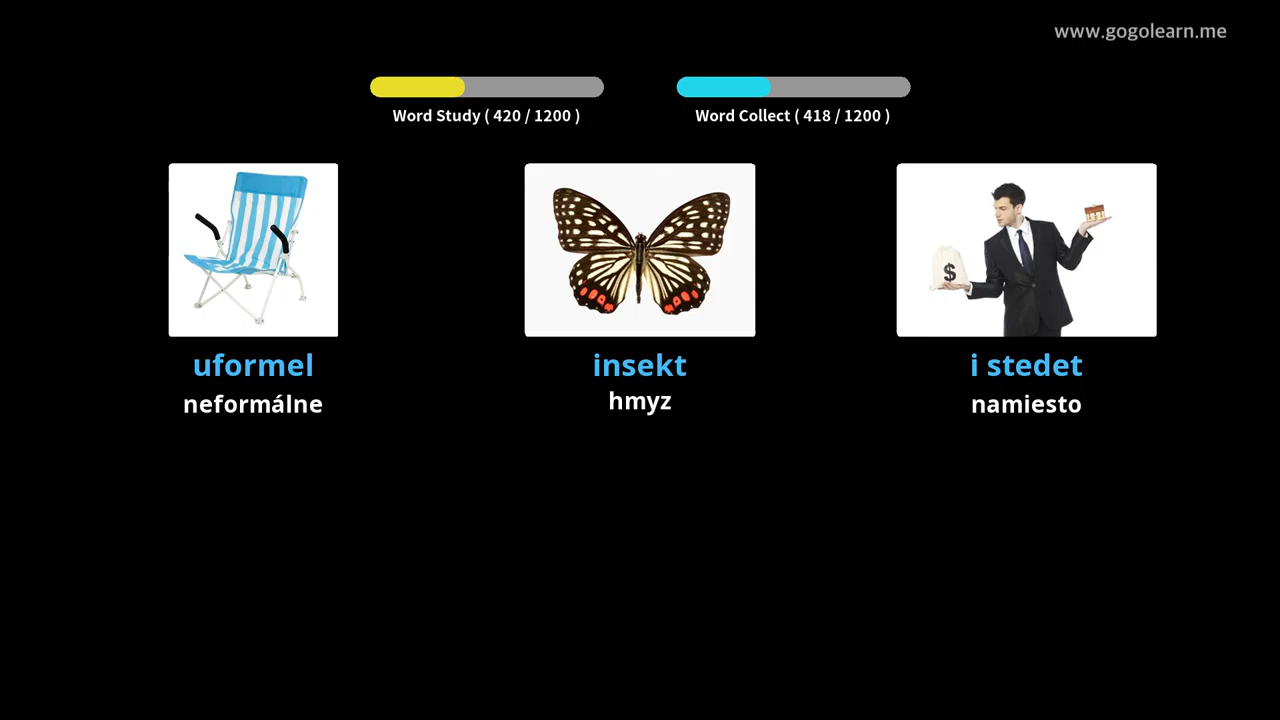 www.gogolearn.me
Word Study ( 420 / 1200 )
Word Collect ( 418 / 1200 )
$
uformel
neformálne
insekt
hmyz
i stedet
namiesto